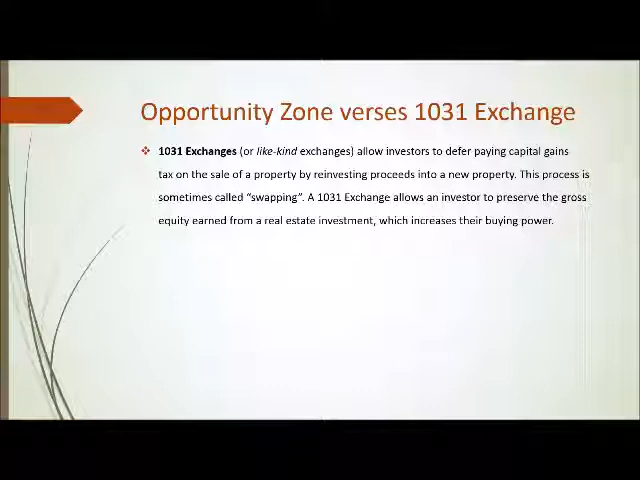 Opportunity Zone verses 1031 Exchange
1031 Exchanges (or like-kind exchanges) allow investors to defer paying capital gains
tax on the sale of a property by reinvesting proceeds into a new property. This process is
sometimes called “swapping”. A 1031 Exchange allows an investor to preserve the gross
equity earned from a real estate investment, which increases their buying power.